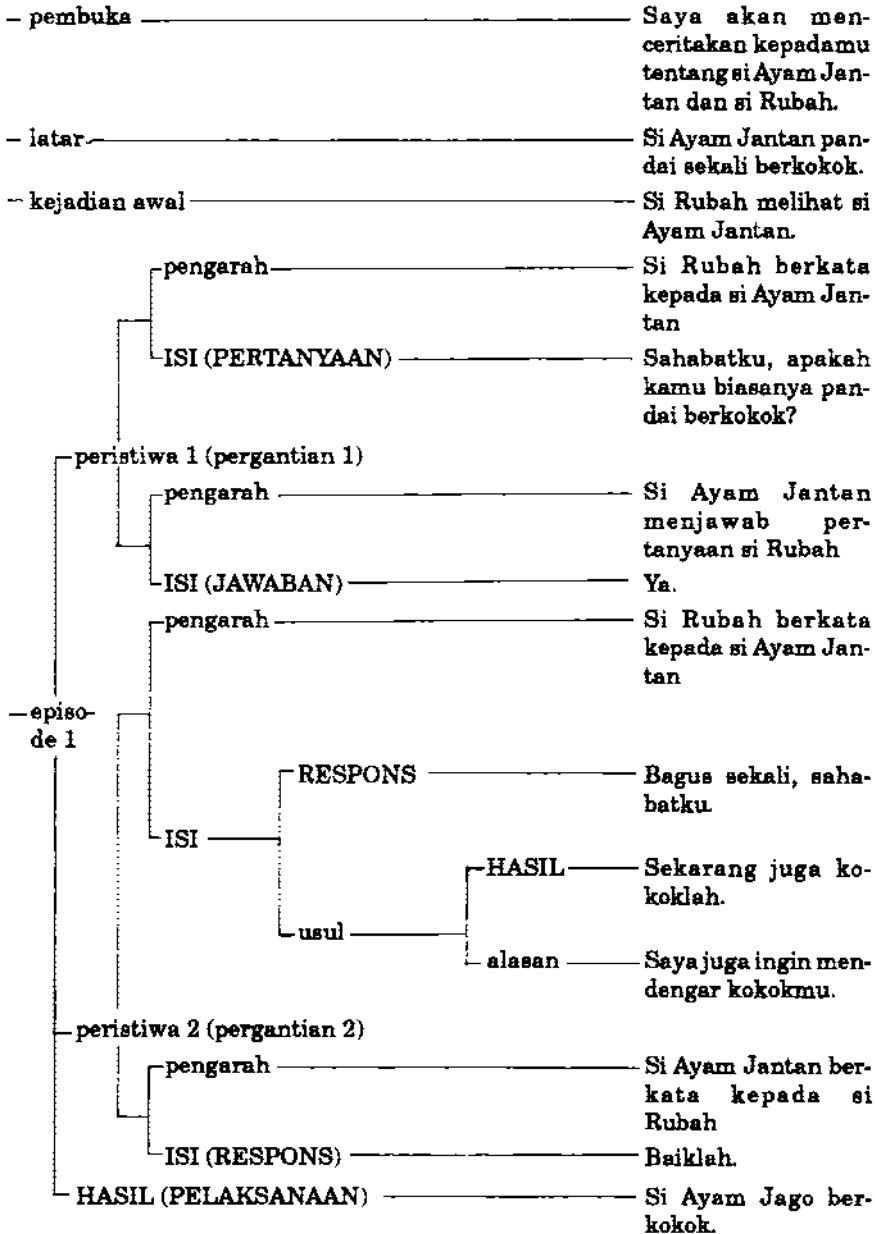 – pembuka Saya akan men-
ceritakan kepadamu
tentang si Ayam Jan-
tan dan si Rubah.
– latar Si Ayam Jantan pan-
dai sekali berkokok.
– kejadian awal Si Rubah melihat si
Ayam Jantan.
pengarah Si Rubah berkata
kepada si Ayam Jan-
tan
ISI (PERTANYAAN) Sahabatku, apakah
kamu biasanya pan-
dai berkokok?
peristiwa 1 (pergantian 1)
pengarah Si Ayam Jantan
menjawab per-
tanyaan si Rubah
ISI (JAWABAN) Ya.
pengarah Si Rubah berkata
kepada si Ayam Jan-
tan
– episo-
de 1
RESPONS Bagus sekali, saha-
batku.
ISI
HASIL Sekarang juga ko-
koklah.
usul
alasan Saya juga ingin men-
dengar kokokmu.
peristiwa 2 (pergantian 2)
pengarah Si Ayam Jantan ber-
kata kepada si
Rubah
ISI (RESPONS) Baiklah.
HASIL (PELAKSANAAN) Si Ayam Jago ber-
kokok.